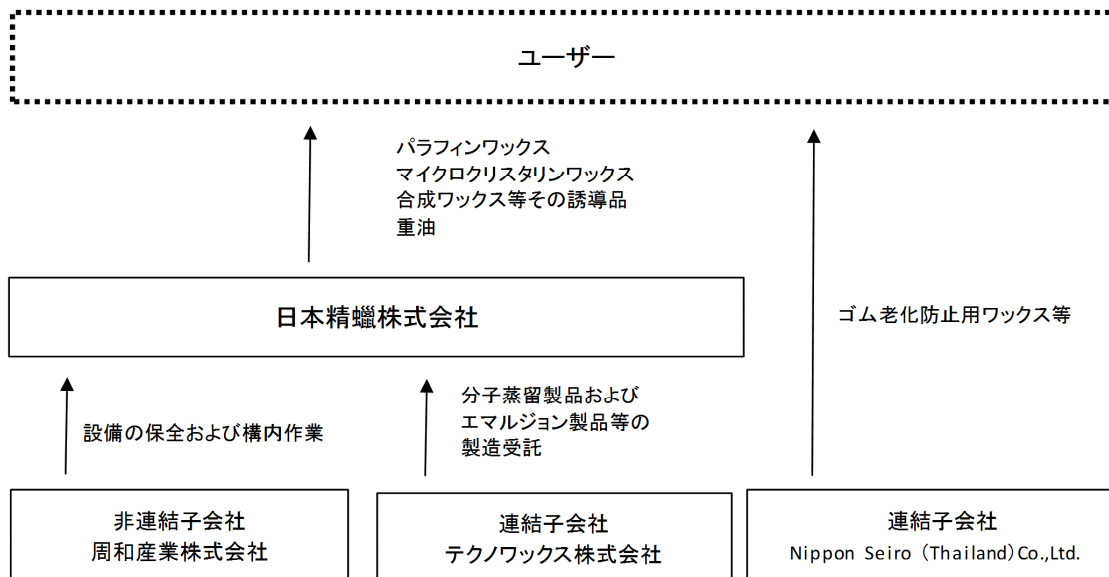 ユーザー
パラフィンワックス
マイクロクリスタリンワックス
合成ワックス等その誘導品
重油
日本精蠟株式会社
ゴム老化防止用ワックス等
設備の保全および構内作業
分子蒸留製品および
エマルジョン製品等の
製造受託
非連結子会社
周和産業株式会社
連結子会社
テクノワックス株式会社
連結子会社
Nippon Seiro (Thailand)Co.,Ltd.